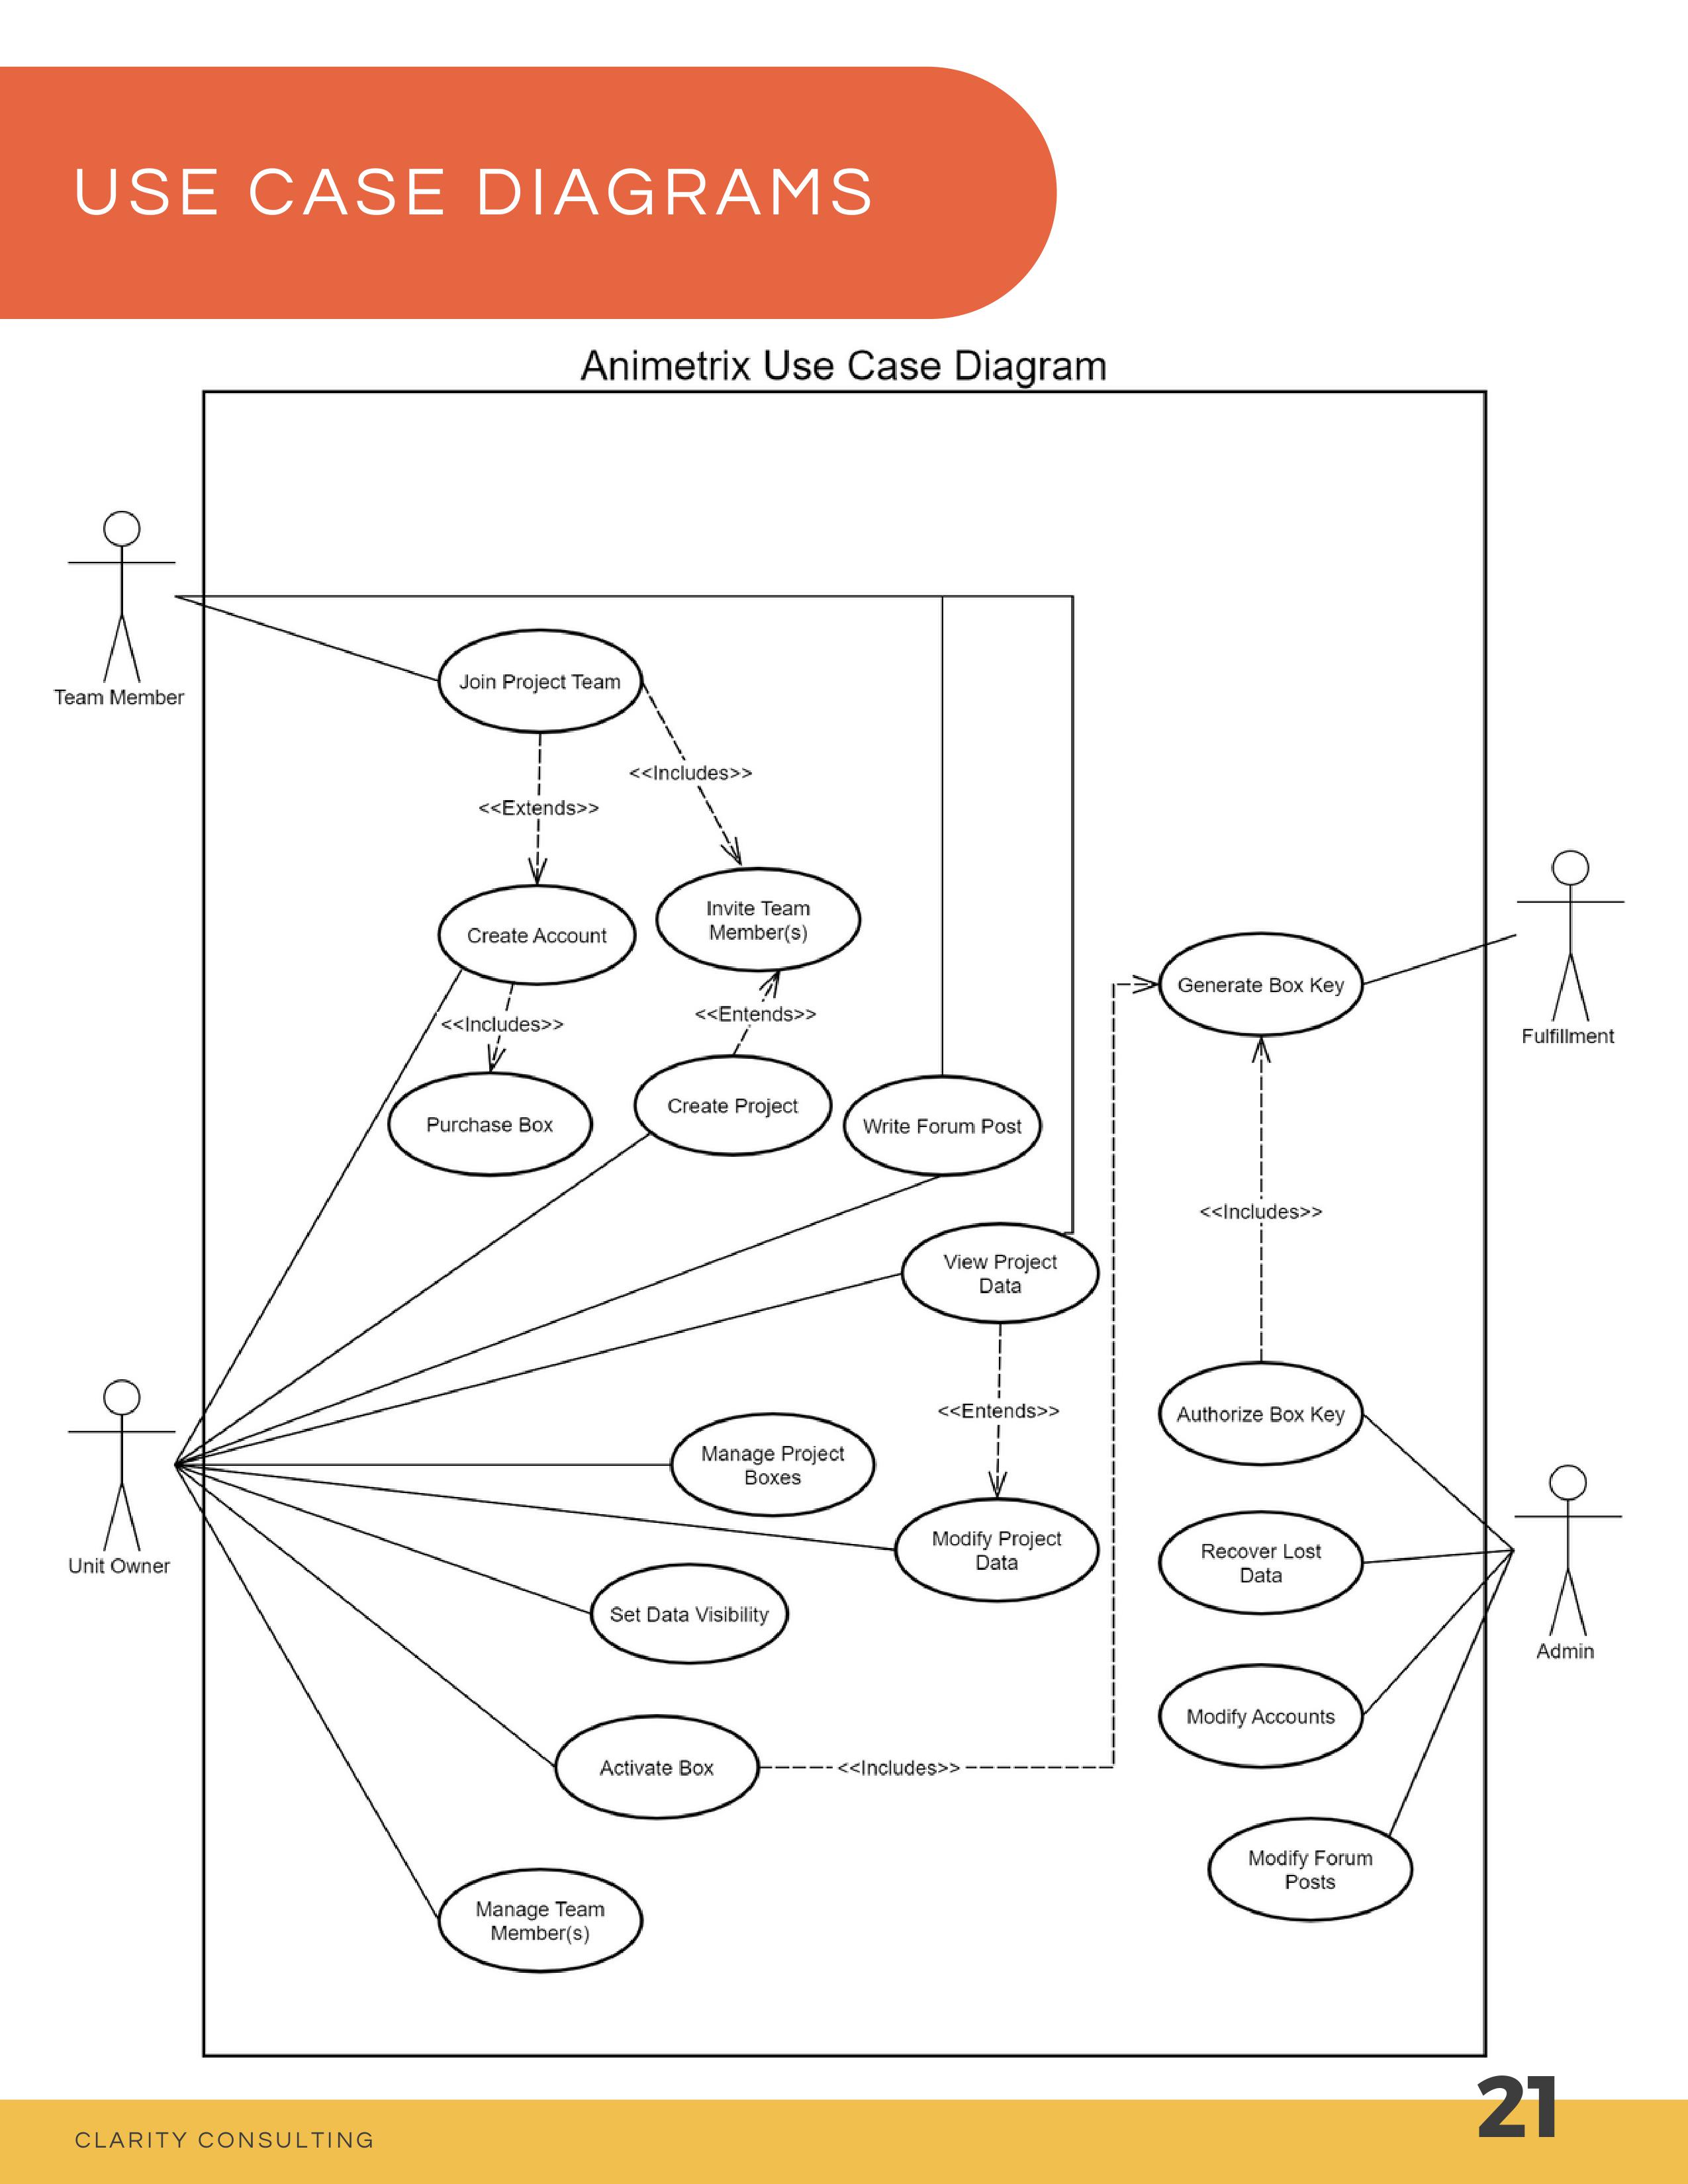 USE CASE DIAGRAMS
Animetrix Use Case Diagram
Team Member
Join Project Team
<<Includes>>
<<Extends>>
Invite Team
Member(s)
Create Account
Generate Box Key
<<Entends>>
<<Includes>>
Fulfillment
Create Project
Purchase Box
Write Forum Post
<<Includes>>
View Project
Data
<<Entends>>
Authorize Box Key
Manage Project
Boxes
Modify Project
Data
Recover Lost
Data
Unit Owner
Set Data Visibility
Admin
Modify Accounts
Activate Box
<<Includes>>
Modify Forum
Posts
Manage Team
Member(s)
21
CLARITY CONSULTING